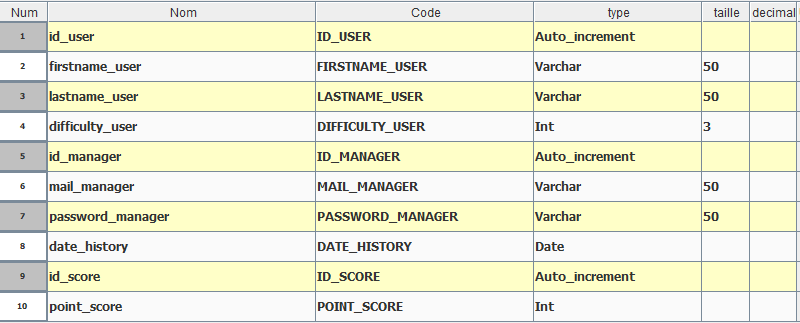 Num Nom Code type taille decimal
1 id_user ID_USER Auto_increment
2 firstname_user FIRSTNAME_USER Varchar 50
3 lastname_user LASTNAME_USER Varchar 50
4 difficulty_user DIFFICULTY_USER Int 3
5 id_manager ID_MANAGER Auto_increment
6 mail_manager MAIL_MANAGER Varchar 50
7 password_manager PASSWORD_MANAGER Varchar 50
8 date_history DATE_HISTORY Date
9 id_score ID_SCORE Auto_increment
10 point_score POINT_SCORE Int